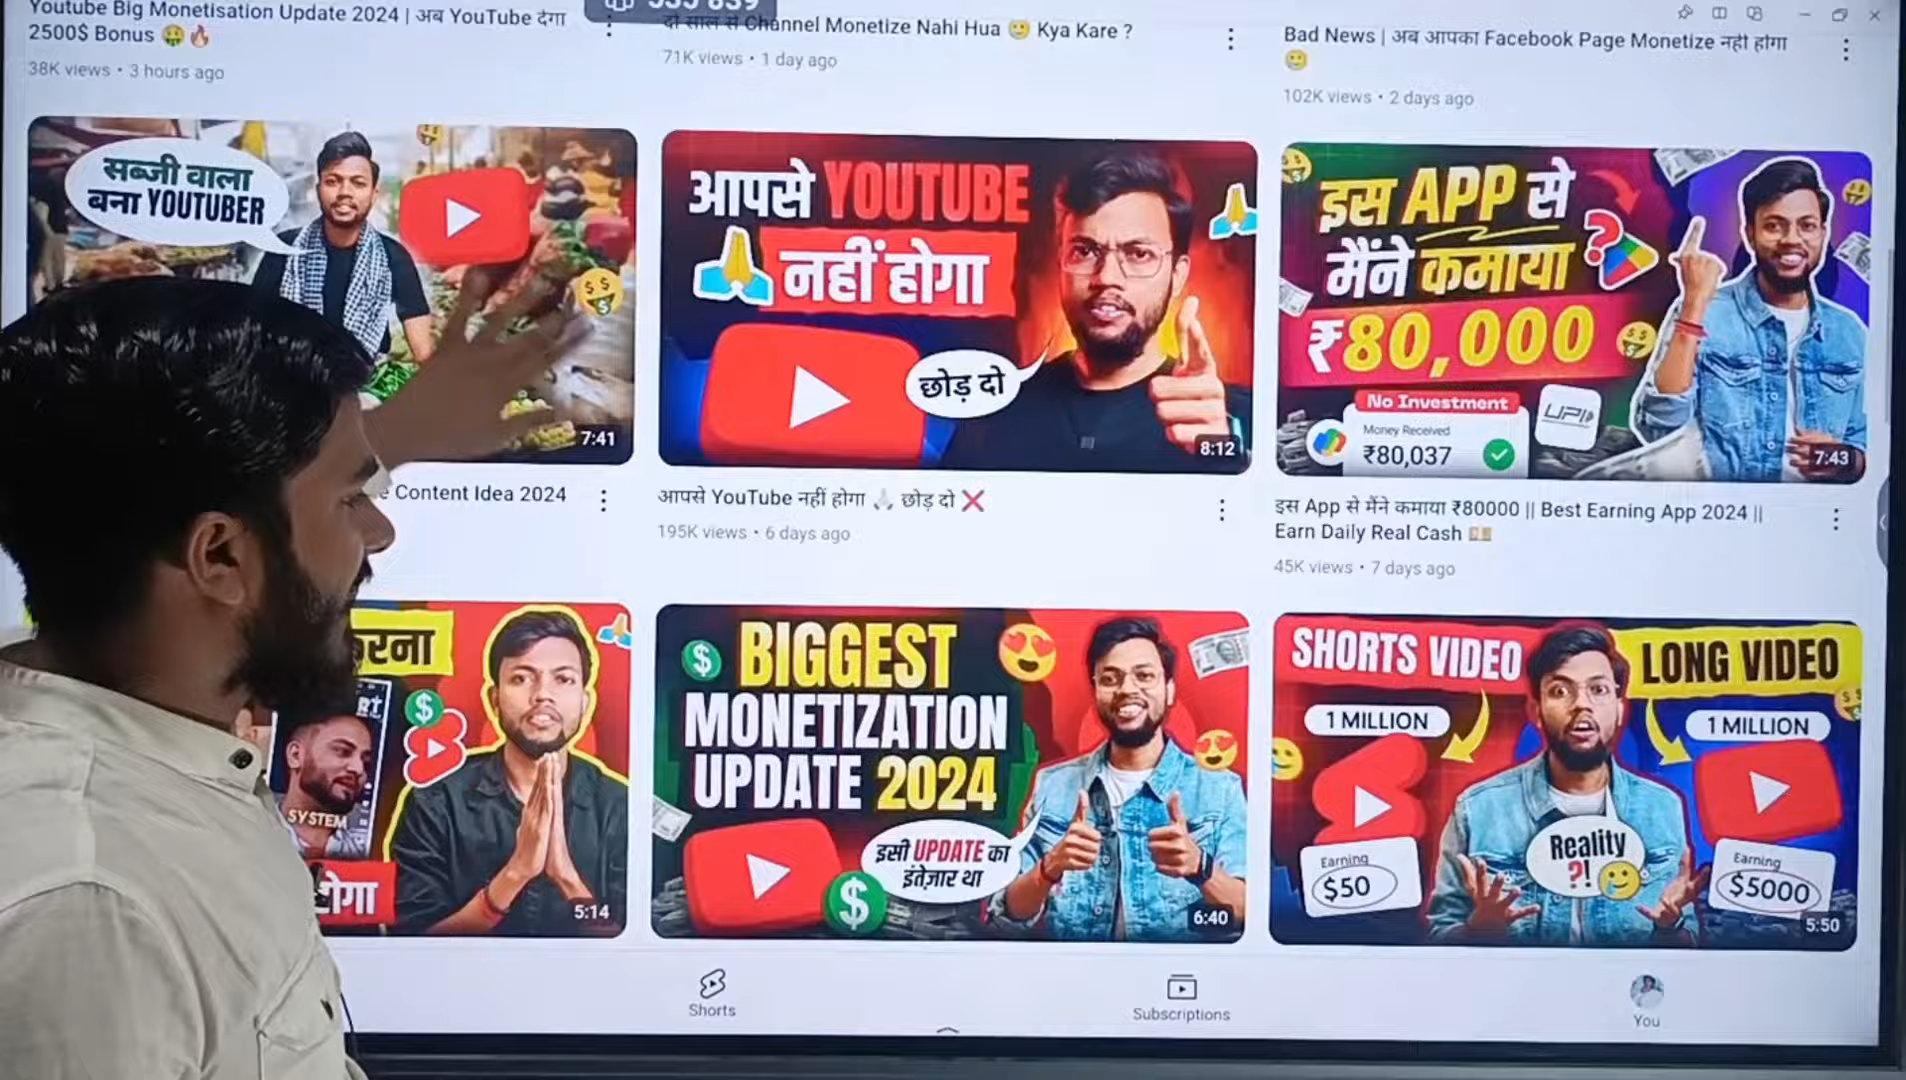 Youtube Big Monetisation Update 2024 | अब YouTube देगा
2500$ Bonus 🤑🔥
38K views • 3 hours ago
दो साल से Channel Monetize Nahi Hua 🥲 Kya Kare ?
71K views • 1 day ago
Bad News | अब आपका Facebook Page Monetize नहीं होगा
🥲
102K views • 2 days ago
सब्जी वाला
बना YOUTUBER
7:41
आपसे YOUTUBE
नहीं होगा
छोड़ दो
8:12
इस APP से
मैंने कमाया
₹80,000
No Investment
Money Received
₹80,037
UPI
7:43
Content Idea 2024
आपसे YouTube नहीं होगा 🙏 छोड़ दो ❌
195K views • 6 days ago
इस App से मैंने कमाया ₹80000 || Best Earning App 2024 ||
Earn Daily Real Cash 💴
45K views • 7 days ago
SYSTEM
5:14
BIGGEST
MONETIZATION
UPDATE 2024
इसी UPDATE का
इंतेज़ार था
6:40
SHORTS VIDEO
LONG VIDEO
1 MILLION
1 MILLION
Reality
?!
Earning
$50
Earning
$5000
5:50
Shorts
Subscriptions
You